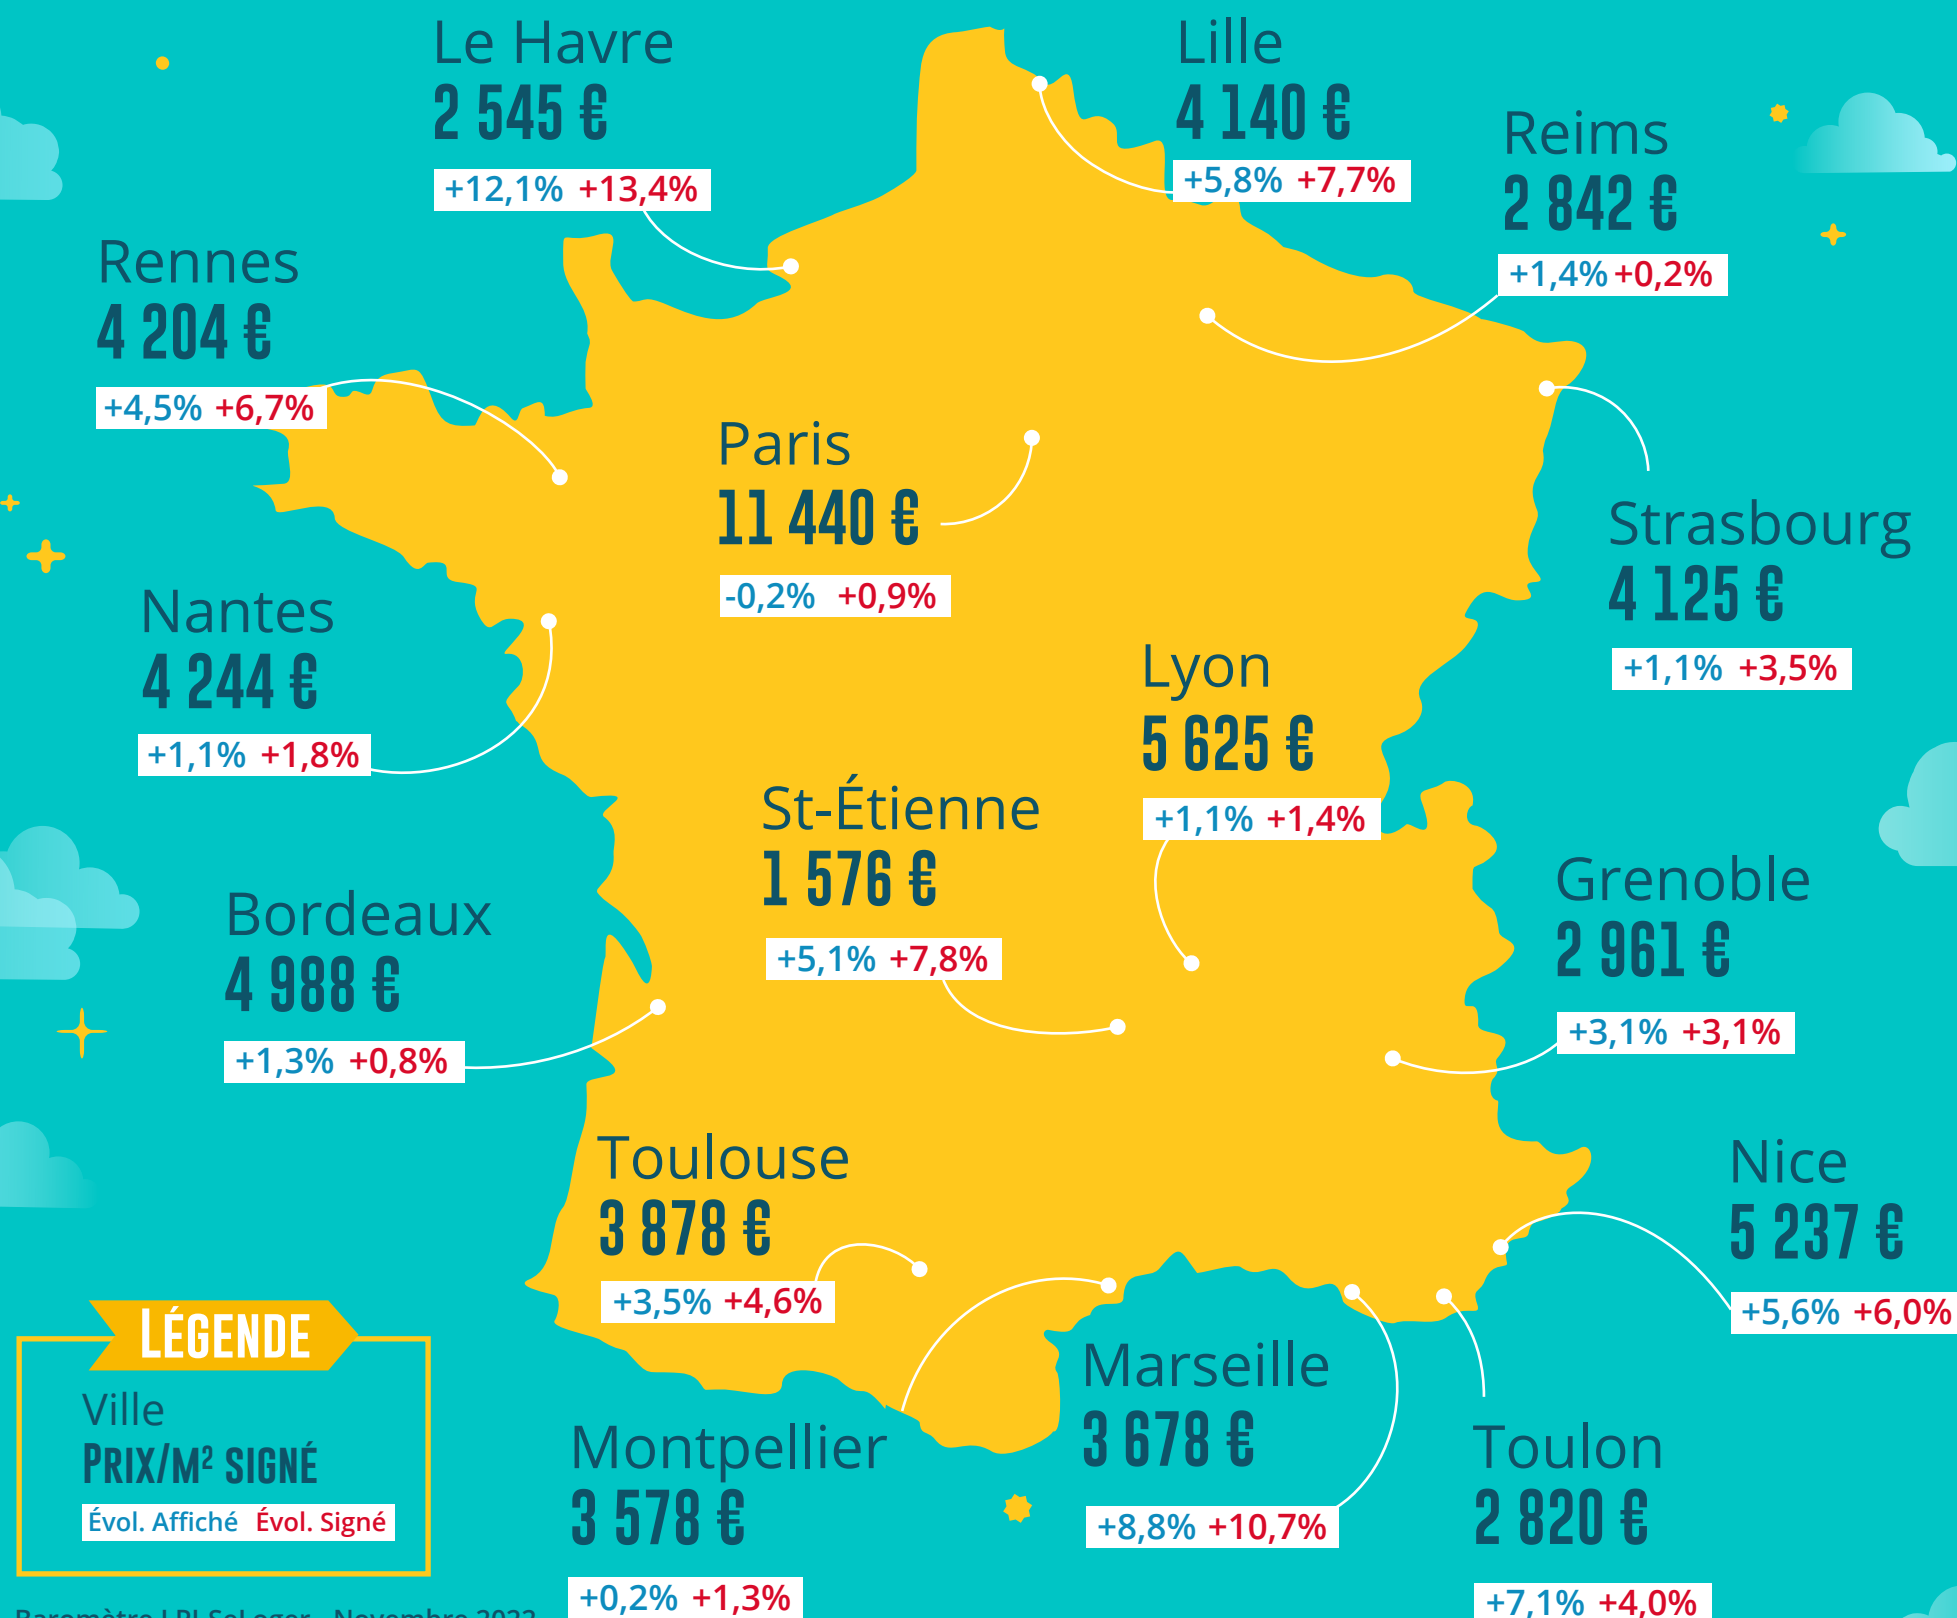 Le Havre
2 545 €
+12,1% +13,4%
Lille
4 140 €
+5,8% +7,7%
Reims
2 842 €
+1,4% +0,2%
Rennes
4 204 €
+4,5% +6,7%
Paris
11 440 €
-0,2% +0,9%
Strasbourg
4 125 €
+1,1% +3,5%
Nantes
4 244 €
+1,1% +1,8%
Lyon
5 625 €
+1,1% +1,4%
St-Étienne
1 576 €
+5,1% +7,8%
Bordeaux
4 988 €
+1,3% +0,8%
Grenoble
2 961 €
+3,1% +3,1%
Toulouse
3 878 €
+3,5% +4,6%
Nice
5 237 €
+5,6% +6,0%
Marseille
3 678 €
+8,8% +10,7%
Montpellier
3 578 €
+0,2% +1,3%
Toulon
2 820 €
+7,1% +4,0%
LÉGENDE
Ville
PRIX/M² SIGNÉ
Évol. Affiché Évol. Signé
Baromètre LPI-SeLoger - Novembre 2022